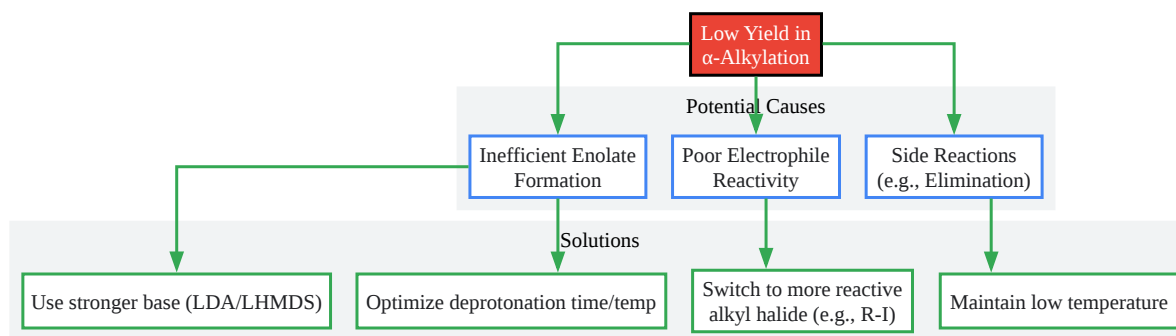 Low Yield in
α-Alkylation
Potential Causes
Inefficient Enolate
Formation
Poor Electrophile
Reactivity
Side Reactions
(e.g., Elimination)
Solutions
Use stronger base (LDA/LHMDS)
Optimize deprotonation time/temp
Switch to more reactive
alkyl halide (e.g., R-I)
Maintain low temperature